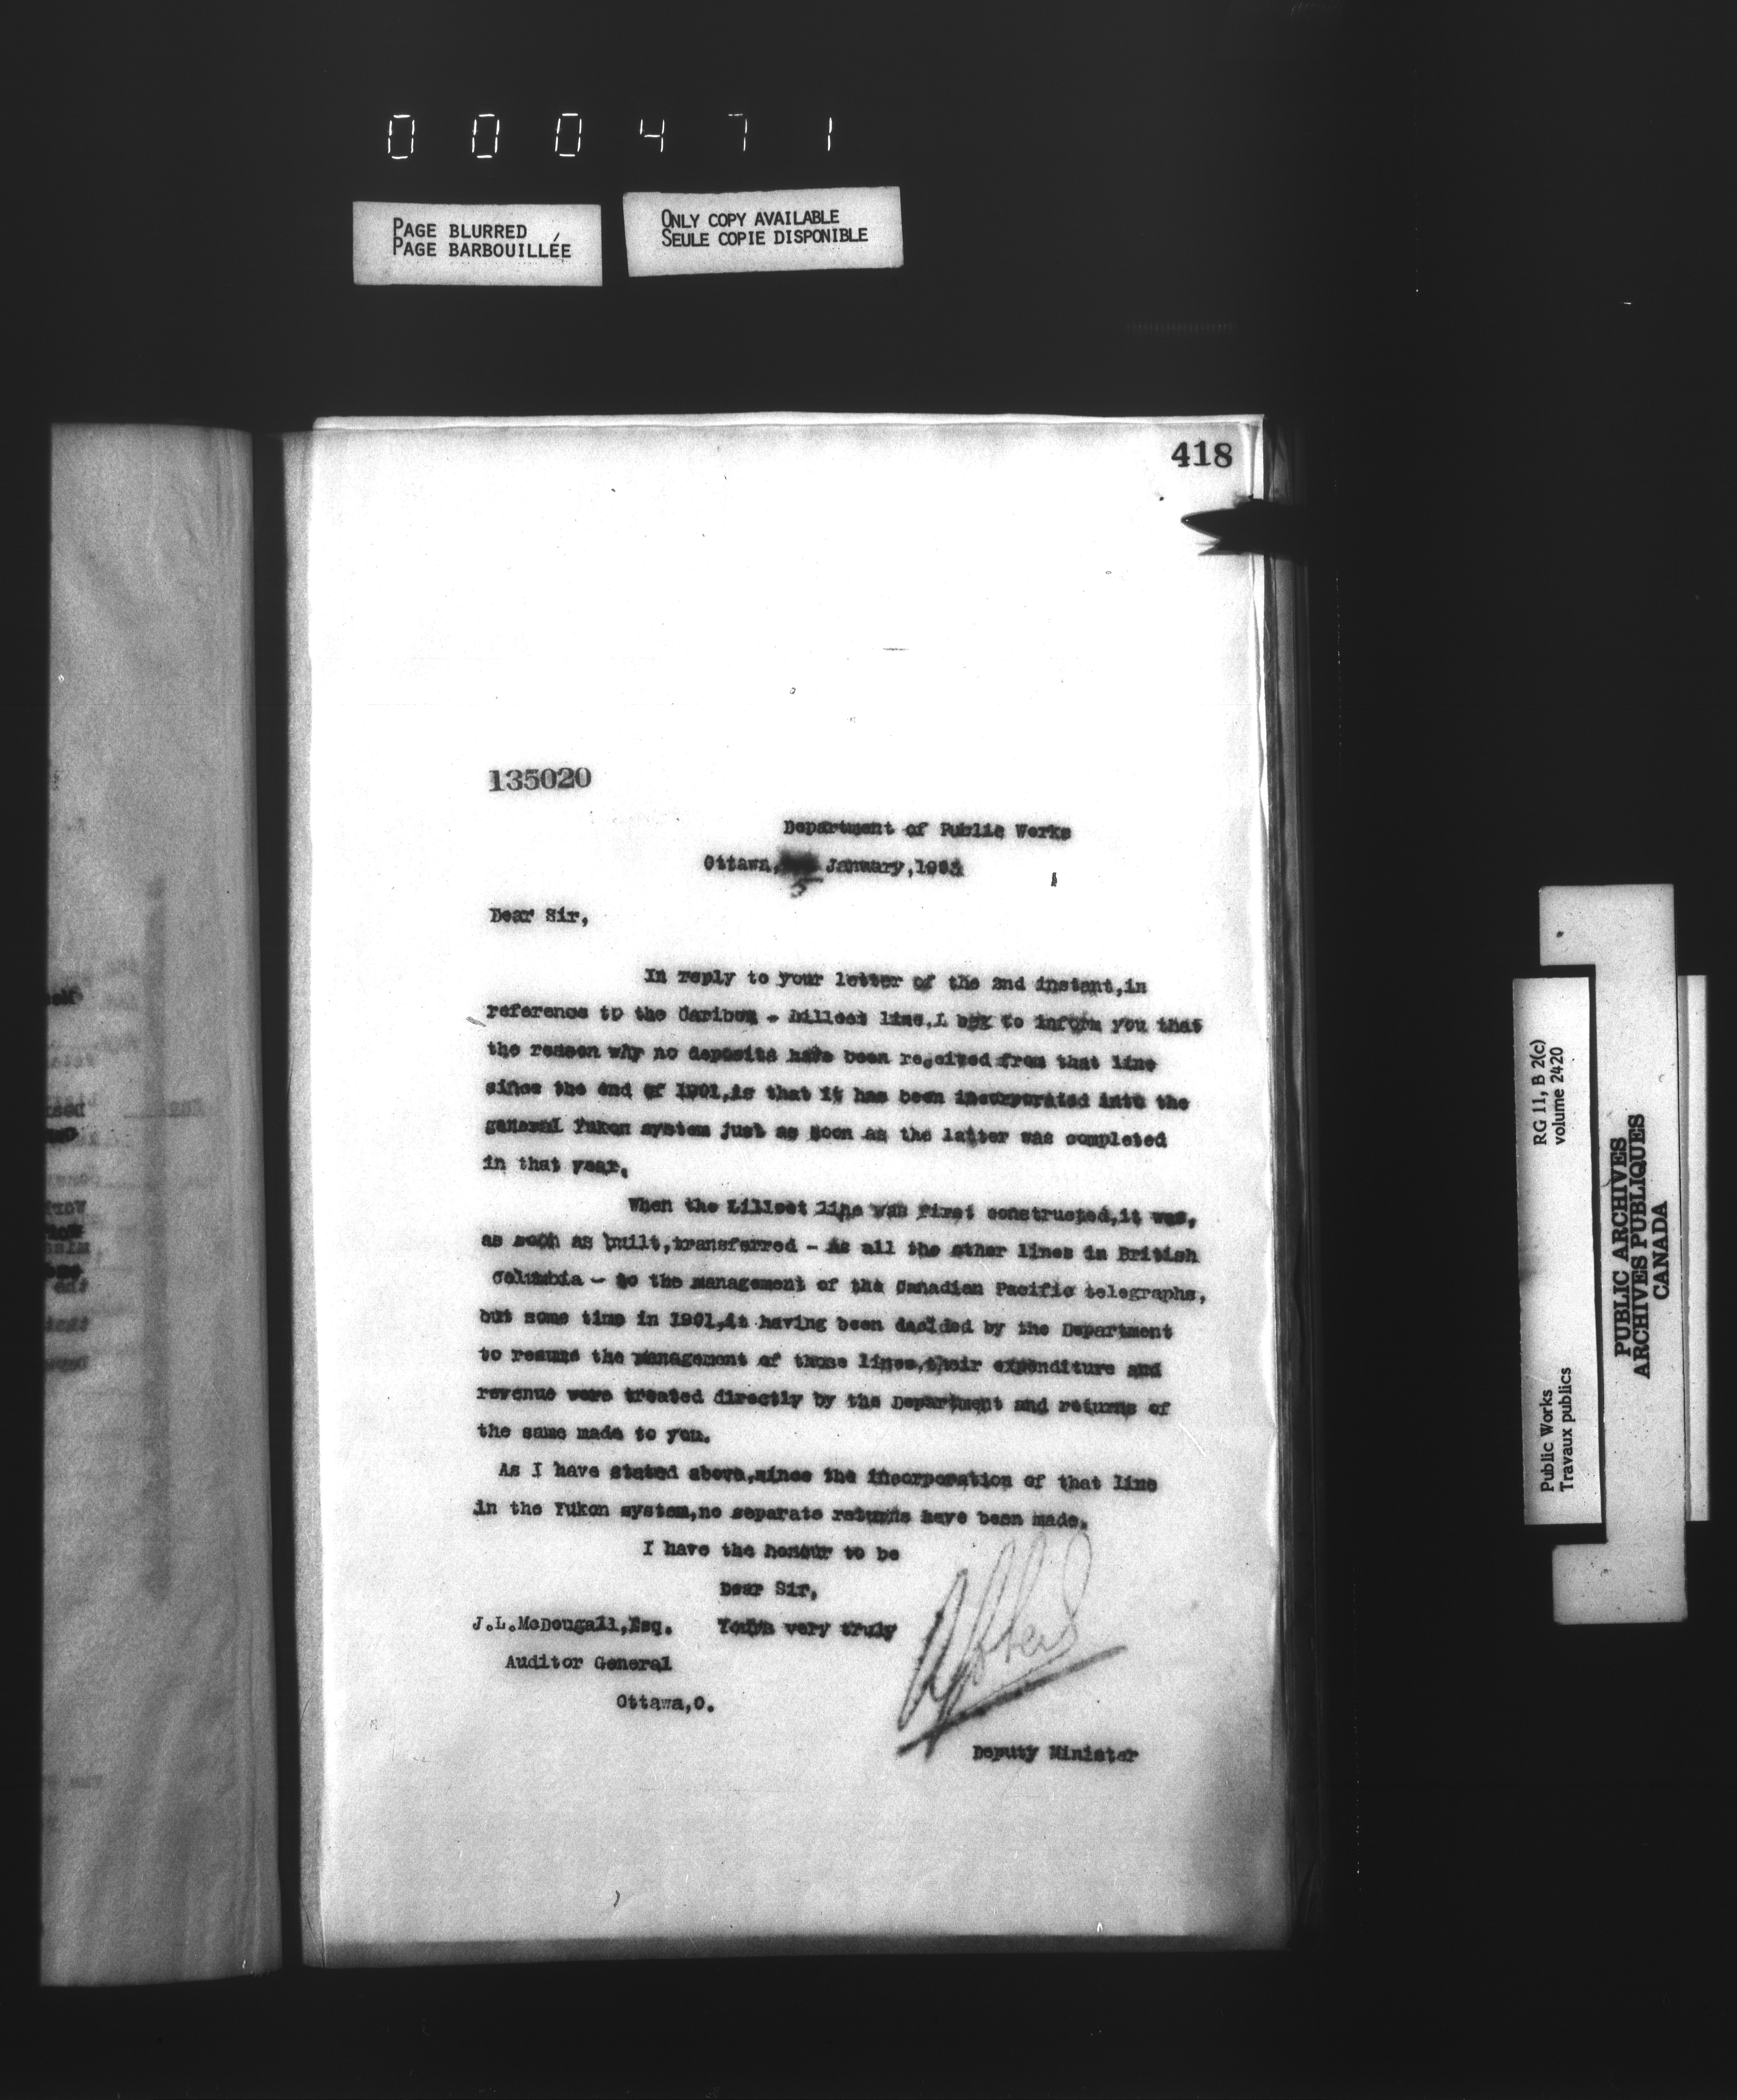 000471
PAGE BLURRED
PAGE BARBOUILLÉE
ONLY COPY AVAILABLE
SEULE COPIE DISPONIBLE
418
135020
Department of Public Works
Ottawa, January, 190
Dear Sir,
In reply to your letter of the 2nd instant, in
reference to the Cariboo - Lilloet line, I beg to inform you that
the reason why no deposits have been received from that line
since the end of 1901, is that it has been incorporated into the
general Yukon system just as soon as the latter was completed
in that year.
When the Lilloet line was first constructed, it was,
as soon as built, transferred - as all the other lines in British
Columbia - to the management of the Canadian Pacific telegraphs,
but some time in 1901, it having been decided by the Department
to resume the management of those lines, their expenditure and
revenue were treated directly by the Department and returns of
the same made to you.
As I have stated above, since the incorporation of that line
in the Yukon system, no separate returns have been made.
I have the honour to be
Dear Sir,
J.L.McDougall, Esq. Yours very truly
Auditor General
Ottawa, O.
Deputy Minister
RG 11, B 2(c)
volume 2420
Public Works
Travaux publics
PUBLIC ARCHIVES
ARCHIVES PUBLIQUES
CANADA